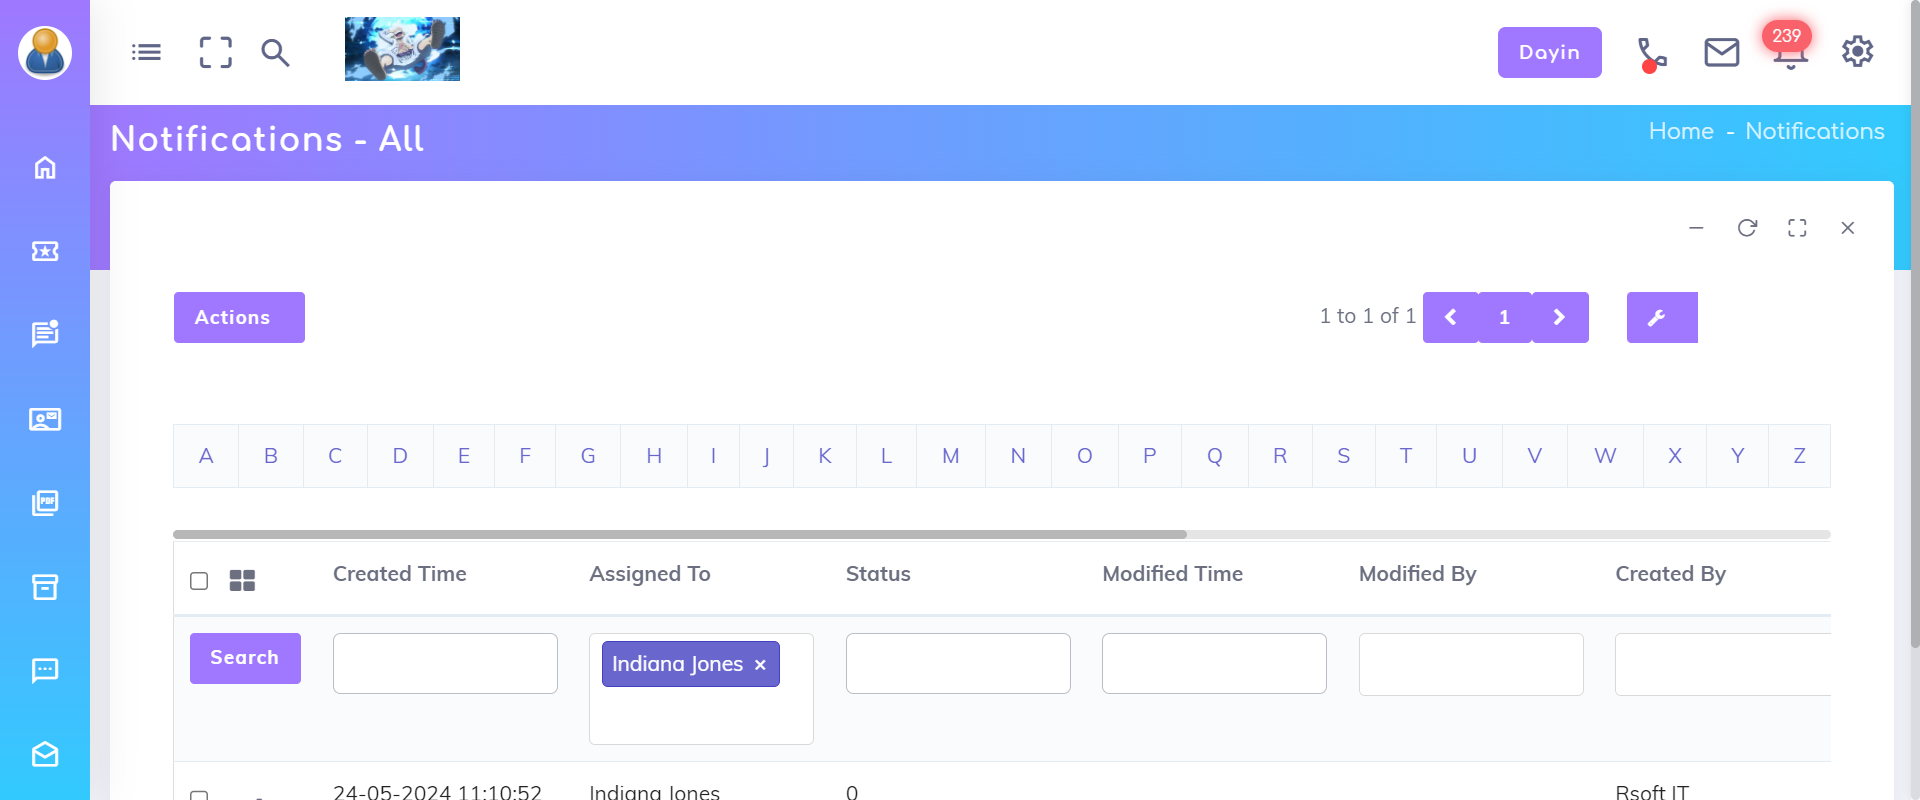 Dayin
239
Notifications - All
Home - Notifications
Actions
1 to 1 of 1
1
A B C D E F G H I J K L M N O P Q R S T U V W X Y Z
Created Time Assigned To Status Modified Time Modified By Created By
Search
Indiana Jones ×
24-05-2024 11:10:52 Indiana Jones 0 Rsoft IT
PDF